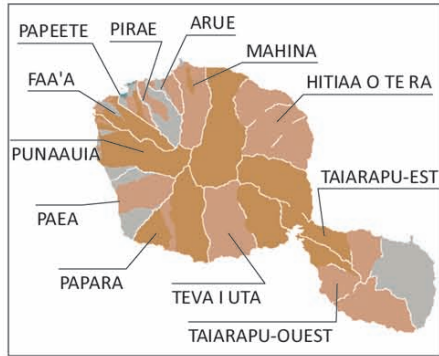 ARUE
PIRAE
PAPEETE
MAHINA
FAA'A
HITIAA O TE RA
PUNAAUIA
TAIARAPU-EST
PAEA
PAPARA
TEVA I UTA
TAIARAPU-OUEST